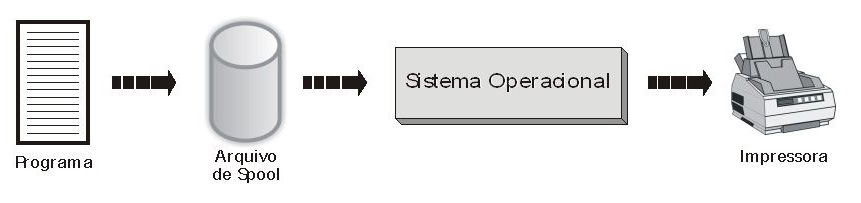 Sistema Operacional
Programa
Arquivo
de Spool
Impressora